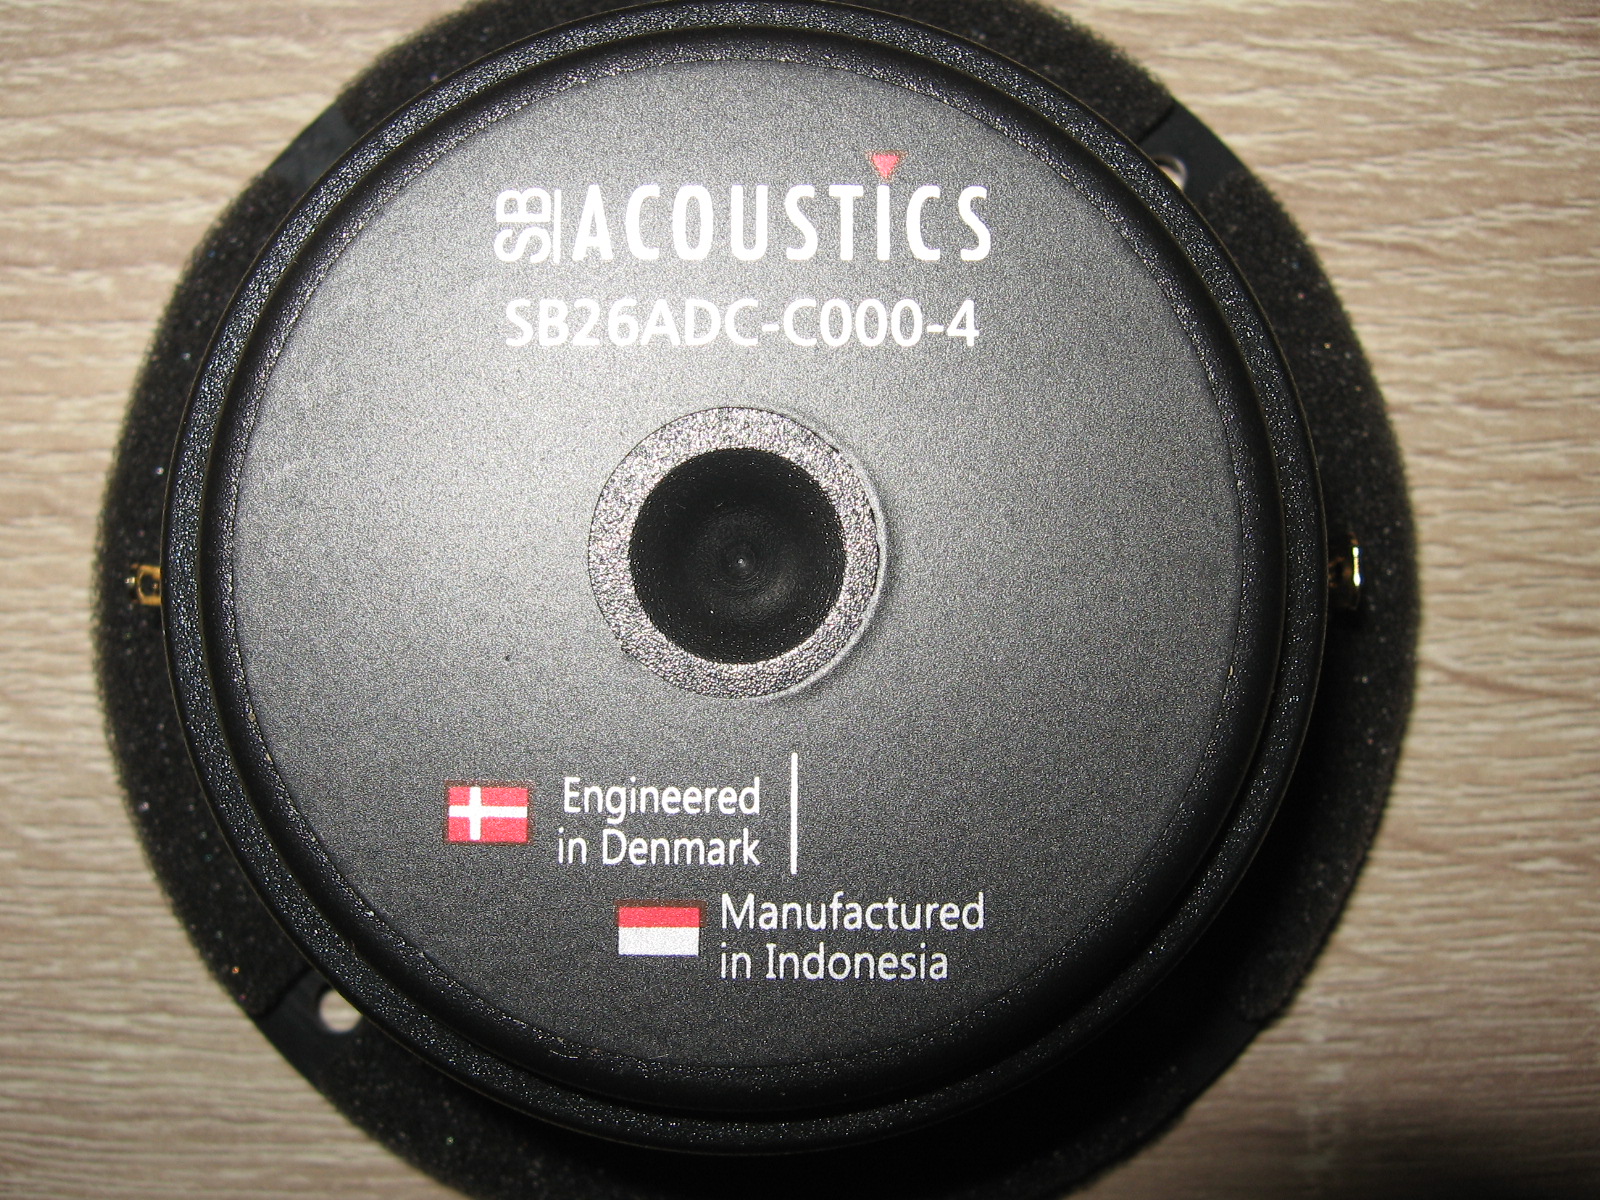 SB ACOUSTICS
SB26ADC-C000-4
Engineered
in Denmark
Manufactured
in Indonesia